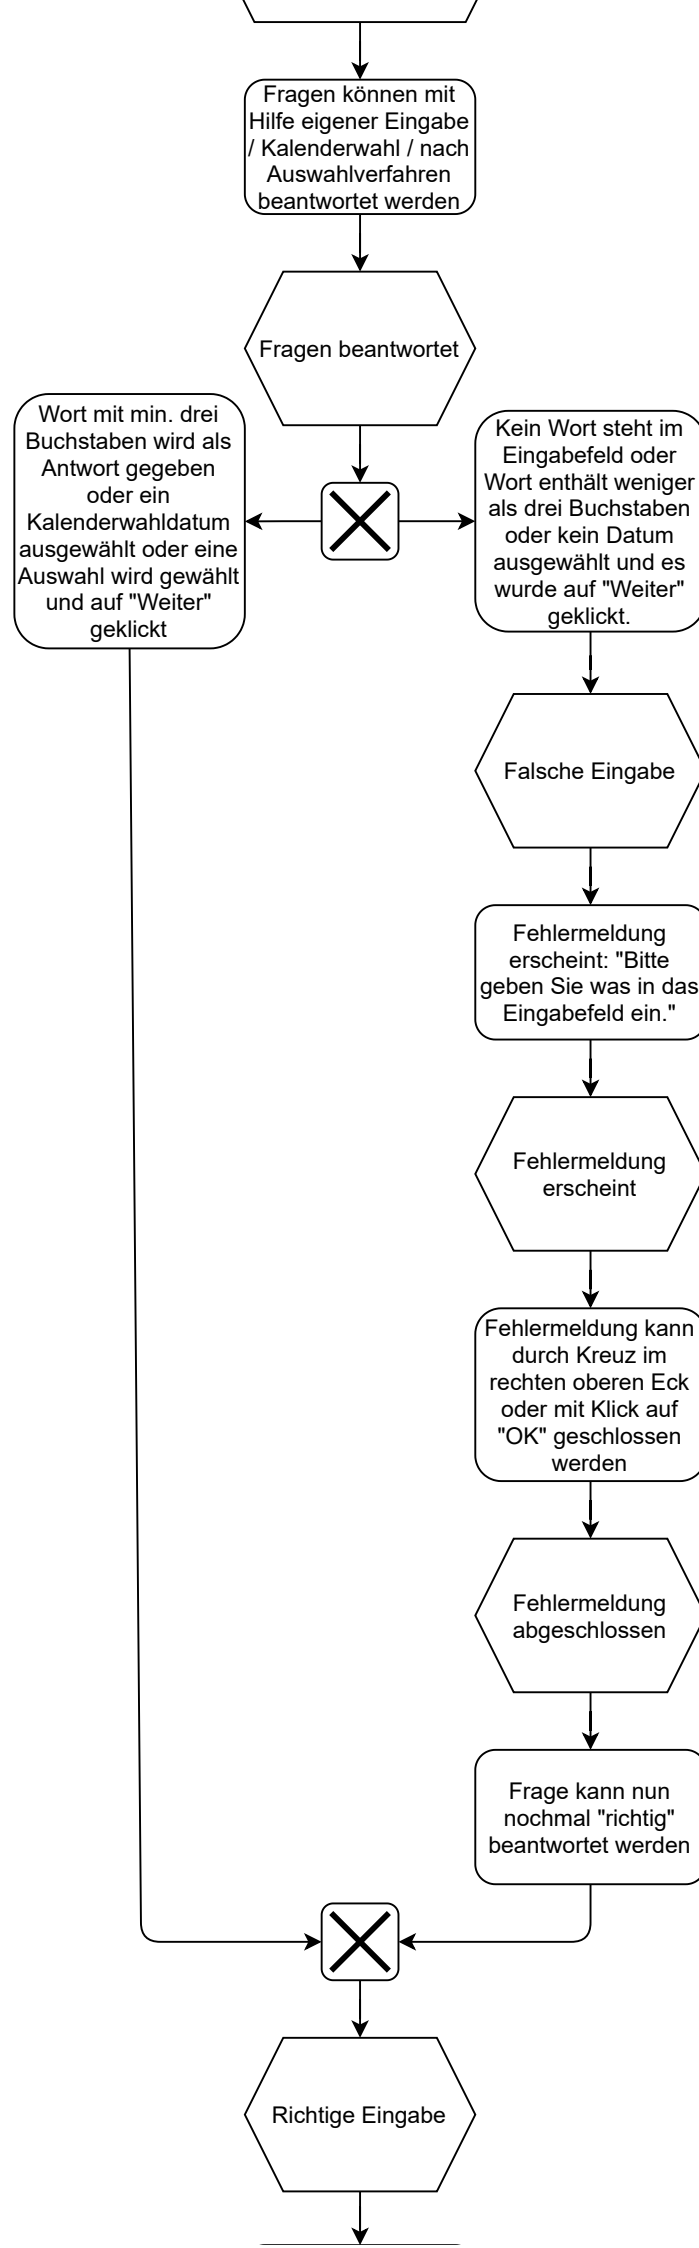 Fragen können mit
Hilfe eigener Eingabe
/ Kalenderwahl / nach
Auswahlverfahren
beantwortet werden
Fragen beantwortet
Wort mit min. drei
Buchstaben wird als
Antwort gegeben
oder ein
Kalenderwahldatum
ausgewählt oder eine
Auswahl wird gewählt
und auf "Weiter"
geklickt
Kein Wort steht im
Eingabefeld oder
Wort enthält weniger
als drei Buchstaben
oder kein Datum
ausgewählt und es
wurde auf "Weiter"
geklickt.
Falsche Eingabe
Fehlermeldung
erscheint: "Bitte
geben Sie was in das
Eingabefeld ein."
Fehlermeldung
erscheint
Fehlermeldung kann
durch Kreuz im
rechten oberen Eck
oder mit Klick auf
"OK" geschlossen
werden
Fehlermeldung
abgeschlossen
Frage kann nun
nochmal "richtig"
beantwortet werden
Richtige Eingabe